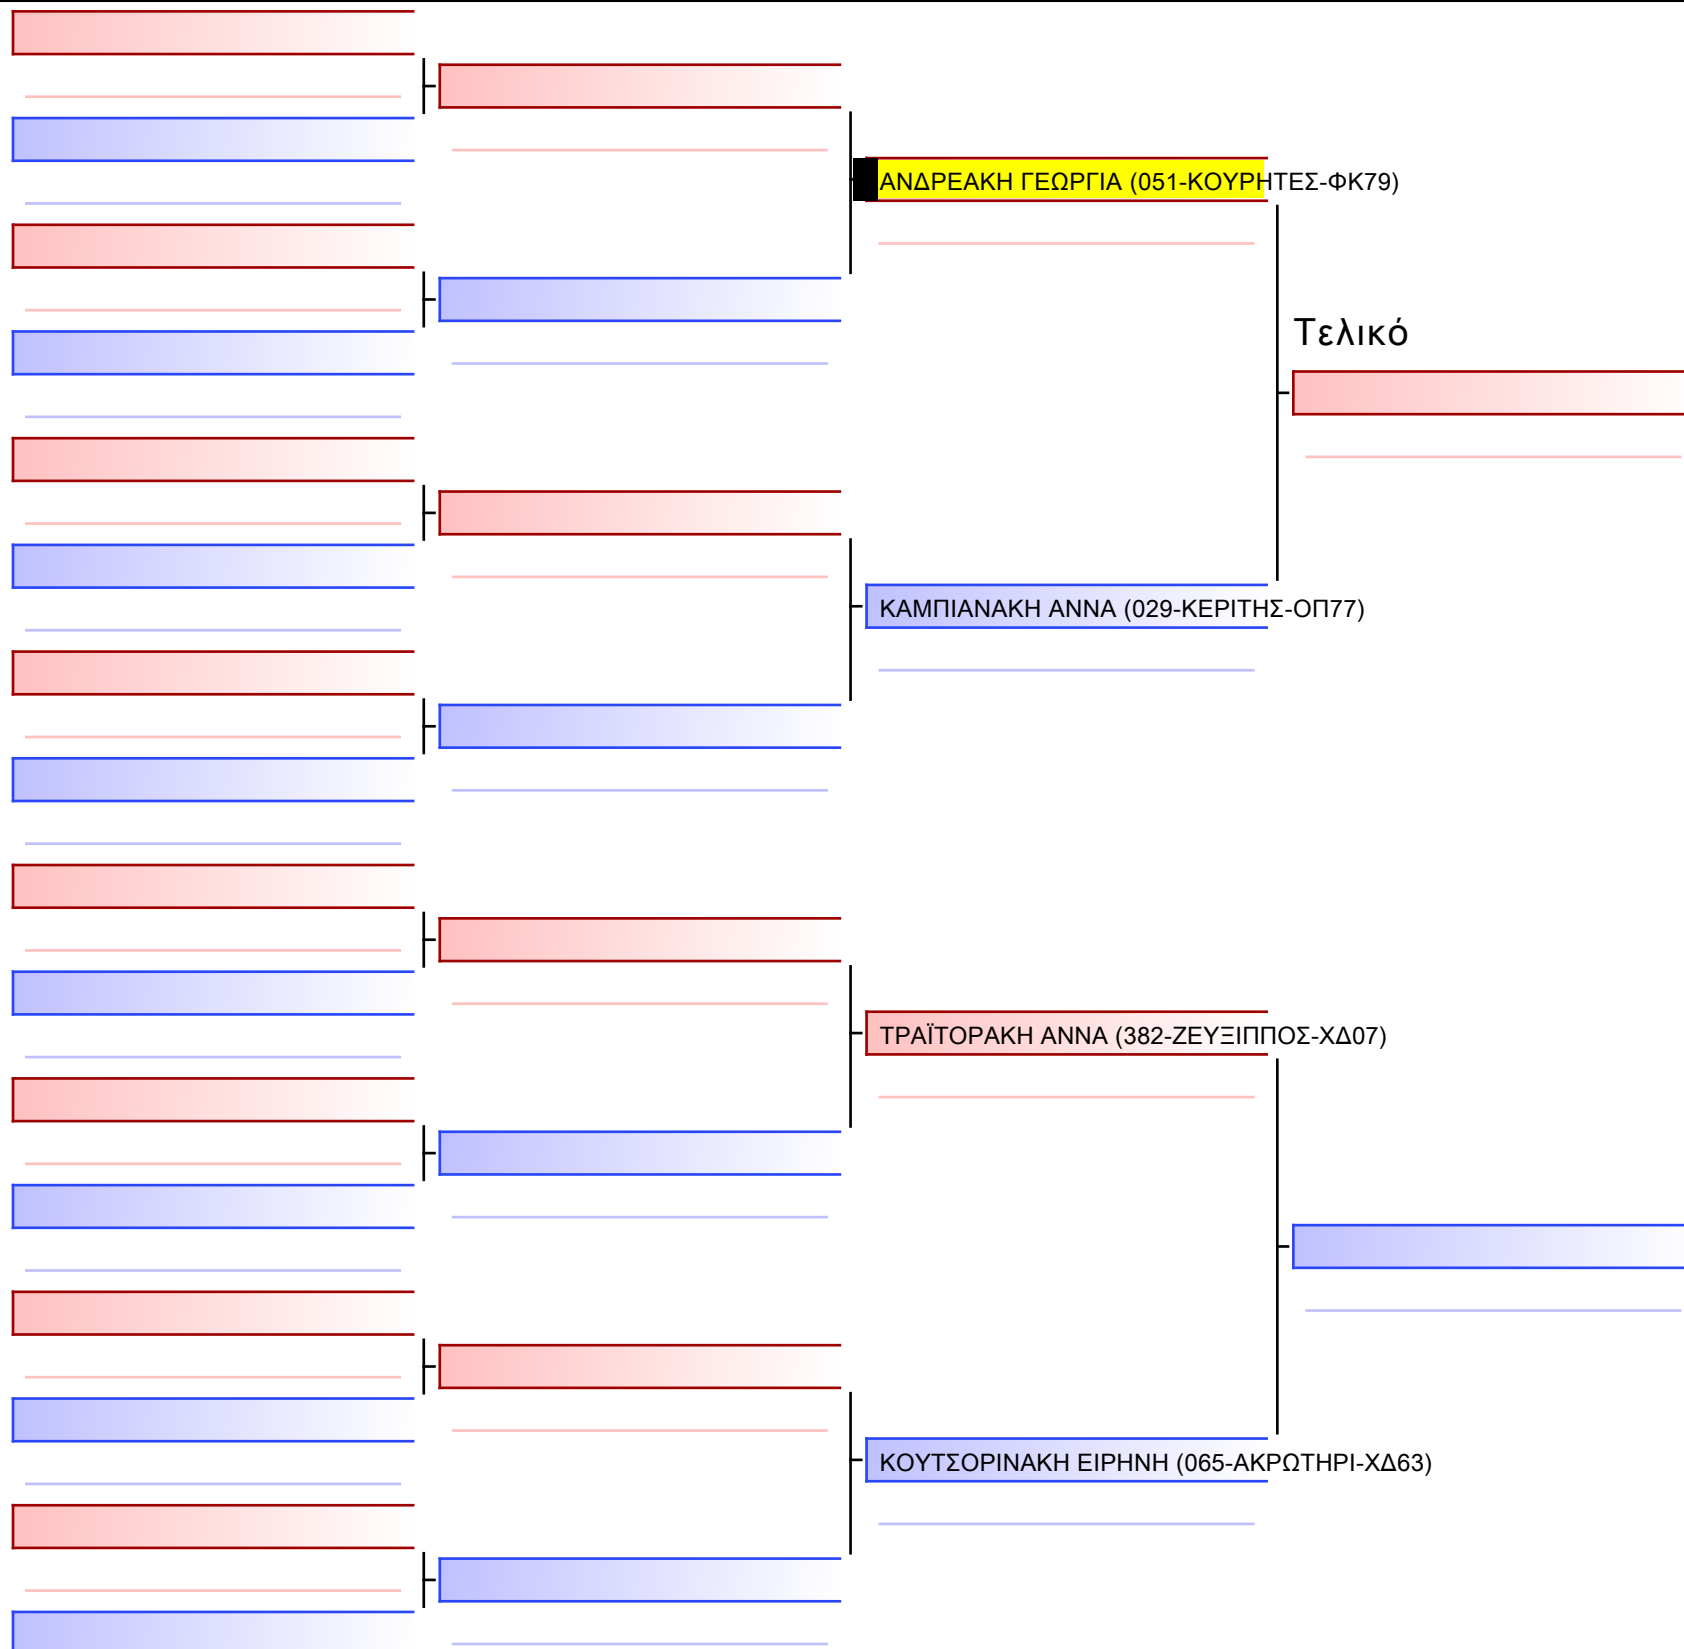 ΑΝΔΡΕΑΚΗ ΓΕΩΡΓΙΑ (051-ΚΟΥΡΗΤΕΣ-ΦΚ79)
Τελικό
ΚΑΜΠΙΑΝΑΚΗ ΑΝΝΑ (029-ΚΕΡΙΤΗΣ-ΟΠ77)
ΤΡΑΪΤΟΡΑΚΗ ΑΝΝΑ (382-ΖΕΥΞΙΠΠΟΣ-ΧΔ07)
ΚΟΥΤΣΟΡΙΝΑΚΗ ΕΙΡΗΝΗ (065-ΑΚΡΩΤΗΡΙ-ΧΔ63)